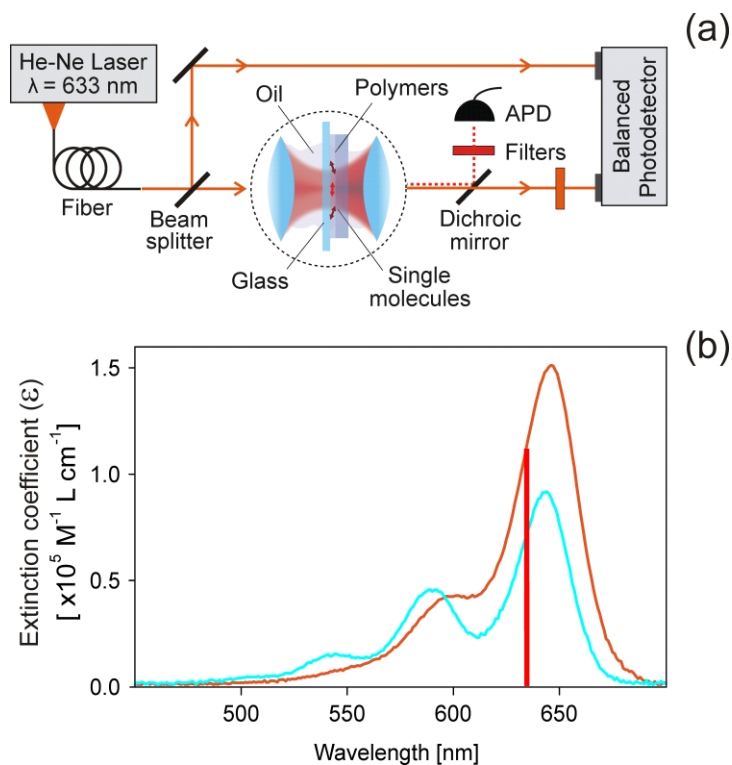 (a)
He-Ne Laser
λ = 633 nm
Fiber
Beam
splitter
Oil
Polymers
Glass
Single
molecules
APD
Filters
Dichroic
mirror
Balanced
Photodetector
(b)
Extinction coefficient (ε)
[ x10⁵ M⁻¹ L cm⁻¹]
1.5
1.0
0.5
0.0
500
550
600
650
Wavelength [nm]